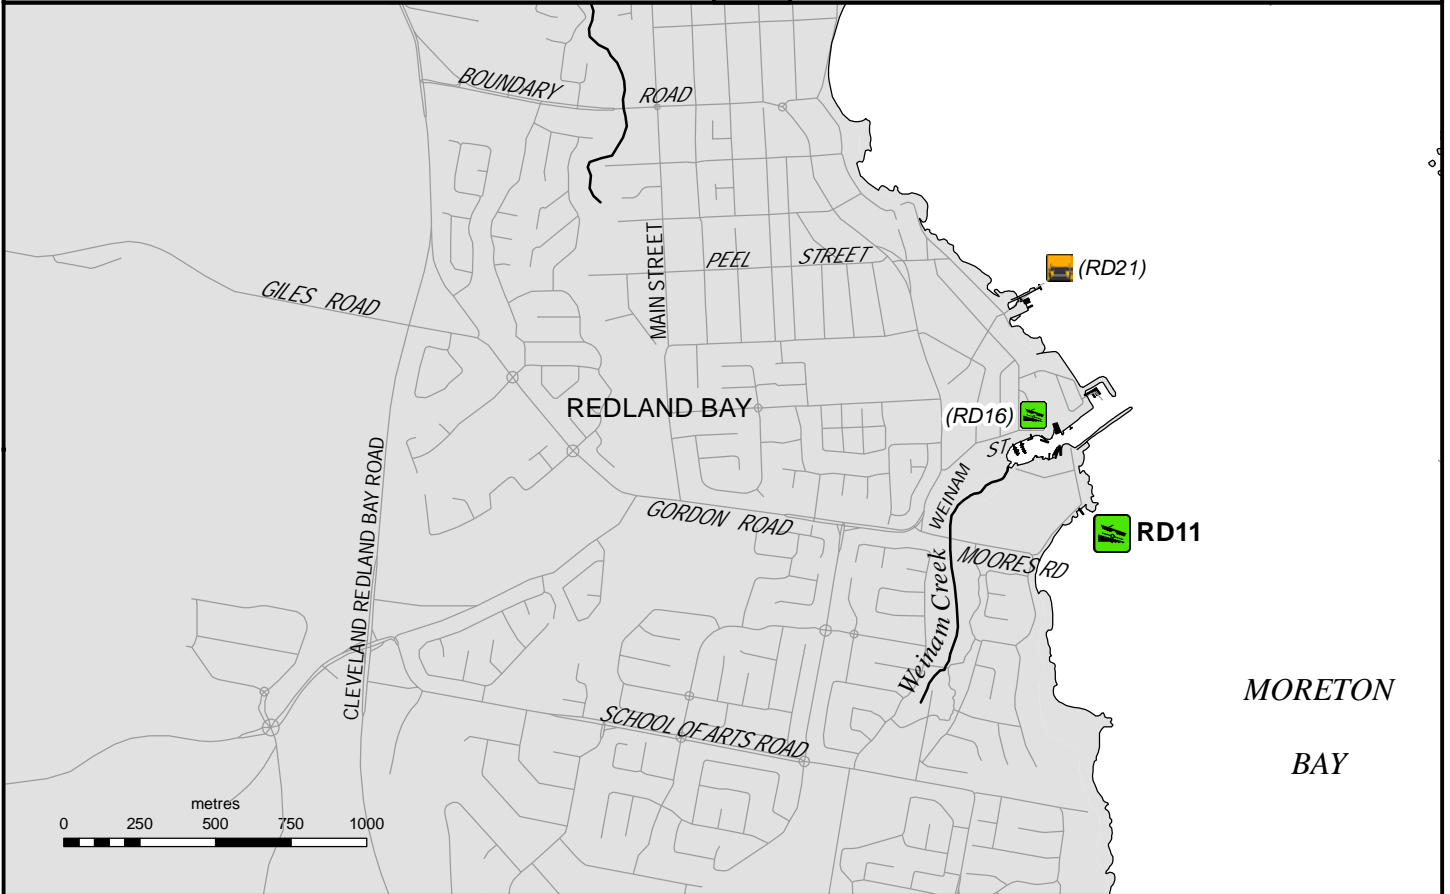 BOUNDARY ROAD
(RD21)
PEEL STREET
MAIN STREET
GILES ROAD
REDLAND BAY
(RD16)
WEINAM ST
CLEVELAND REDLAND BAY ROAD
GORDON ROAD
RD11
MOORES RD
Weinam Creek
MORETON
BAY
SCHOOL OF ARTS ROAD
metres
0 250 500 750 1000